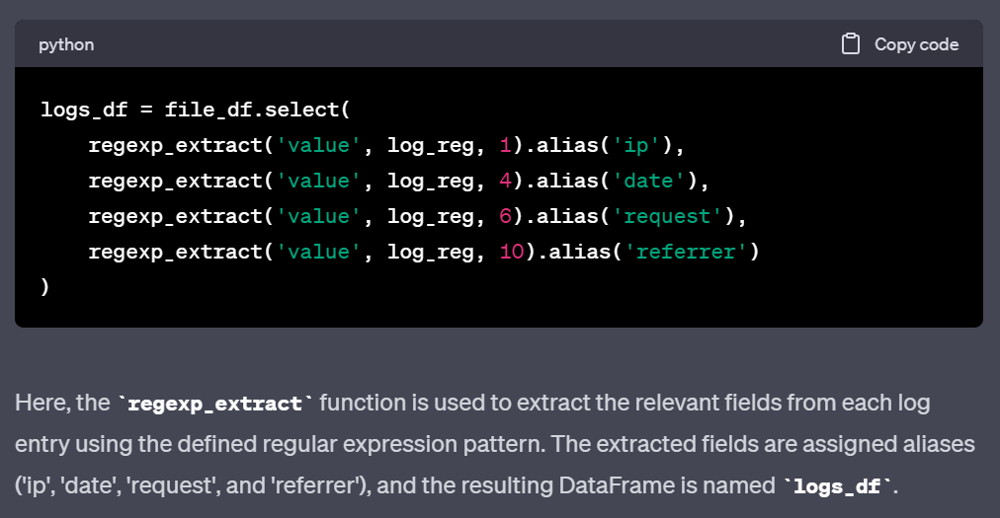 python
Copy code
logs_df = file_df.select(
    regexp_extract('value', log_reg, 1).alias('ip'),
    regexp_extract('value', log_reg, 4).alias('date'),
    regexp_extract('value', log_reg, 6).alias('request'),
    regexp_extract('value', log_reg, 10).alias('referrer')
)
Here, the `regexp_extract` function is used to extract the relevant fields from each log
entry using the defined regular expression pattern. The extracted fields are assigned aliases
('ip', 'date', 'request', and 'referrer'), and the resulting DataFrame is named `logs_df`.